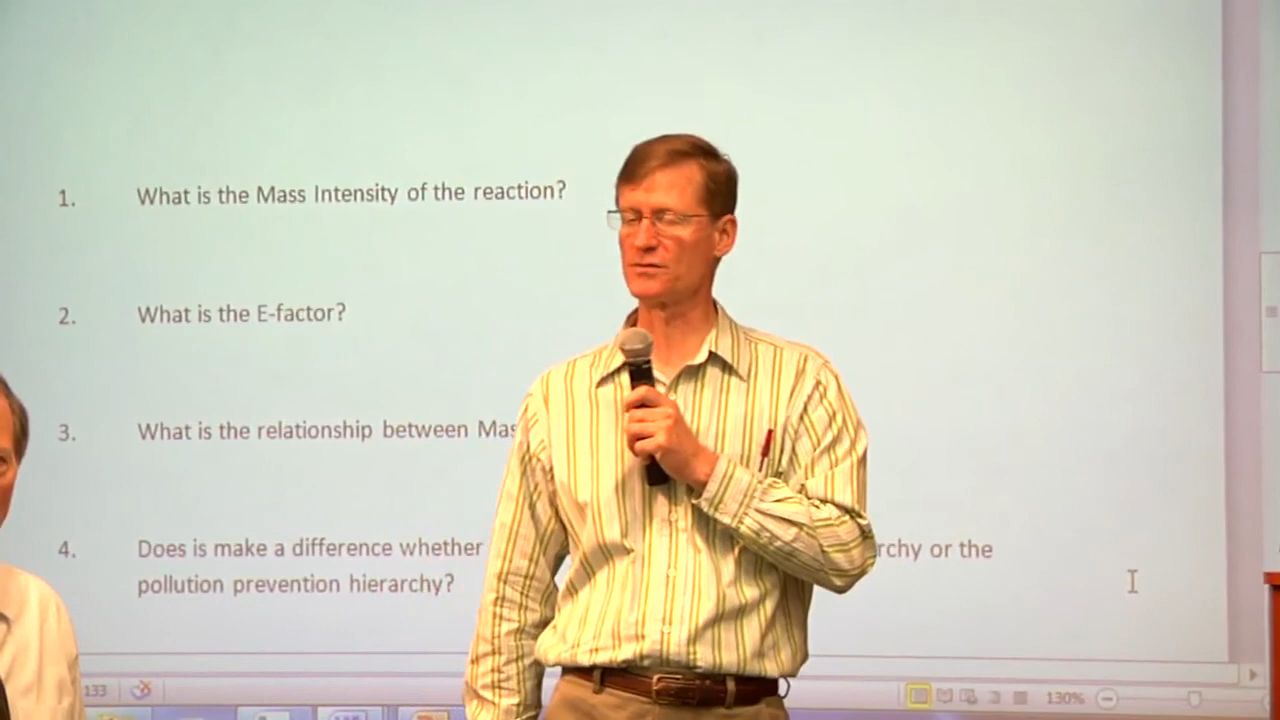 1. What is the Mass Intensity of the reaction?
2. What is the E-factor?
3. What is the relationship between Mas
4. Does is make a difference whether rchy or the
pollution prevention hierarchy?
133
130%